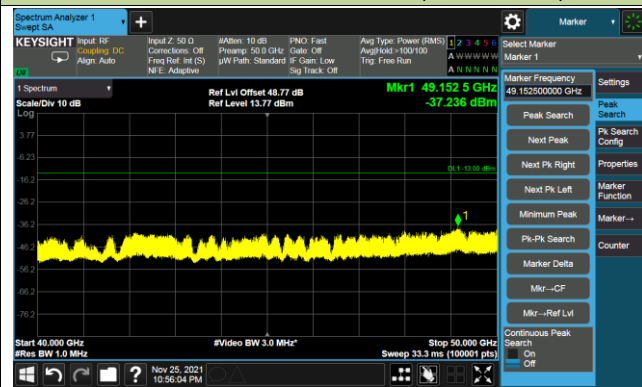 Spectrum Analyzer 1
Swept SA
Marker
KEYSIGHT
Input: RF
Coupling: DC
Align: Auto
Input Z: 50 Ω
Corrections: Off
Freq Ref: Int (S)
NFE: Adaptive
#Atten: 10 dB
Preamp: 50.0 GHz
µW Path: Standard
PNO: Fast
Gate: Off
IF Gain: Low
Sig Track: Off
Avg Type: Power (RMS)
Avg|Hold:>100/100
Trig: Free Run
1 2 3 4 5 6
A W W W W W
A N N N N N
Select Marker
Marker 1
1 Spectrum
Scale/Div 10 dB
Log
Ref Lvl Offset 48.77 dB
Ref Level 13.77 dBm
Mkr1 49.152 5 GHz
-37.236 dBm
3.77
-6.23
-16.2
-26.2
-36.2
-46.2
-56.2
-66.2
-76.2
DL1 -13.00 dBm
1
Start 40.000 GHz
#Res BW 1.0 MHz
#Video BW 3.0 MHz*
Stop 50.000 GHz
Sweep 33.3 ms (100001 pts)
Marker Frequency
49.152500000 GHz
Peak Search
Next Peak
Next Pk Right
Next Pk Left
Minimum Peak
Pk-Pk Search
Marker Delta
Mkr→CF
Mkr→Ref Lvl
Continuous Peak
Search
On
Off
Settings
Peak
Search
Pk Search
Config
Properties
Marker
Function
Marker→
Counter
Nov 25, 2021
10:56:04 PM